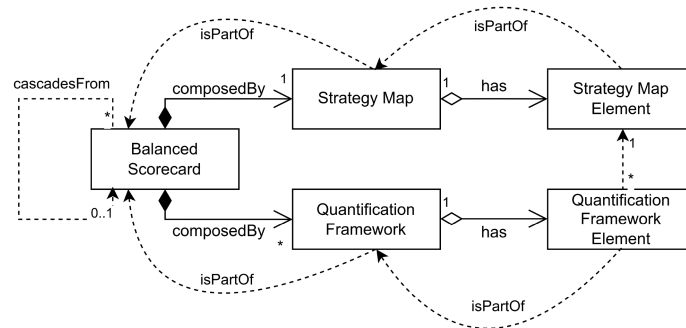 isPartOf
isPartOf
cascadesFrom
composedBy
1
Strategy Map
1
has
Strategy Map
Element
*
Balanced
Scorecard
1
*
0..1
composedBy
*
Quantification
Framework
1
has
Quantification
Framework
Element
isPartOf
isPartOf